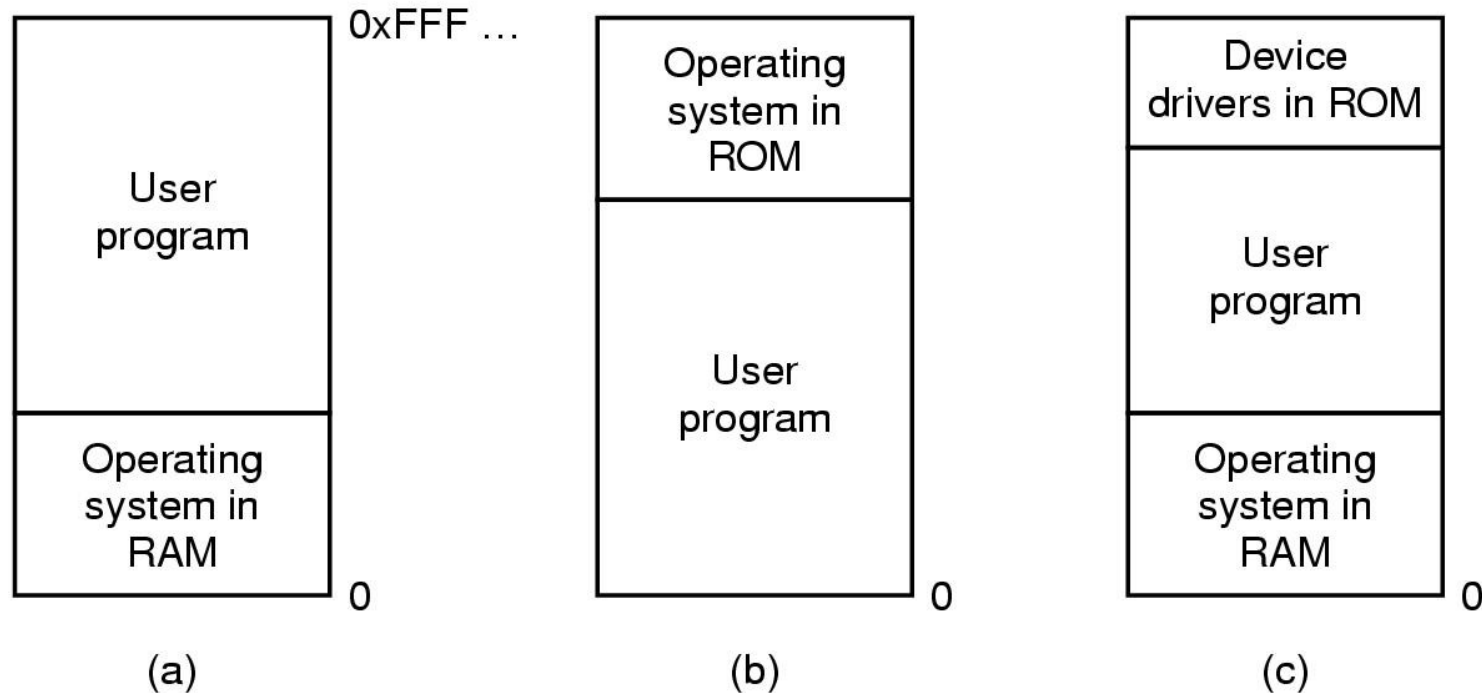 0xFFF ...
User
program
Operating
system in
RAM
0
(a)
Operating
system in
ROM
User
program
0
(b)
Device
drivers in ROM
User
program
Operating
system in
RAM
0
(c)